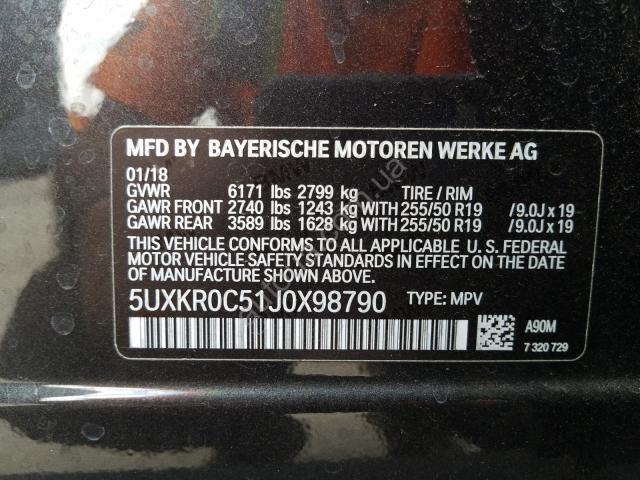 MFD BY BAYERISCHE MOTOREN WERKE AG
01/18
GVWR 6171 lbs 2799 kg TIRE / RIM
GAWR FRONT 2740 lbs 1243 kg WITH 255/50 R19 /9.0J x 19
GAWR REAR 3589 lbs 1628 kg WITH 255/50 R19 /9.0J x 19
THIS VEHICLE CONFORMS TO ALL APPLICABLE U. S. FEDERAL
MOTOR VEHICLE SAFETY STANDARDS IN EFFECT ON THE
DATE OF MANUFACTURE SHOWN ABOVE.
5UXKR0C51J0X98790 TYPE: MPV
A90M
7 320 729